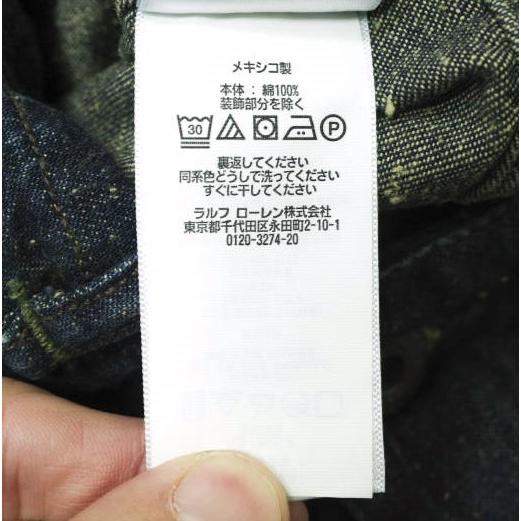 メキシコ製
本体 : 綿100%
装飾部分を除く
30 P
裏返してください
同系色どうしで洗ってください
すぐに干してください
ラルフ ローレン株式会社
東京都千代田区永田町2-10-1
0120-3274-20